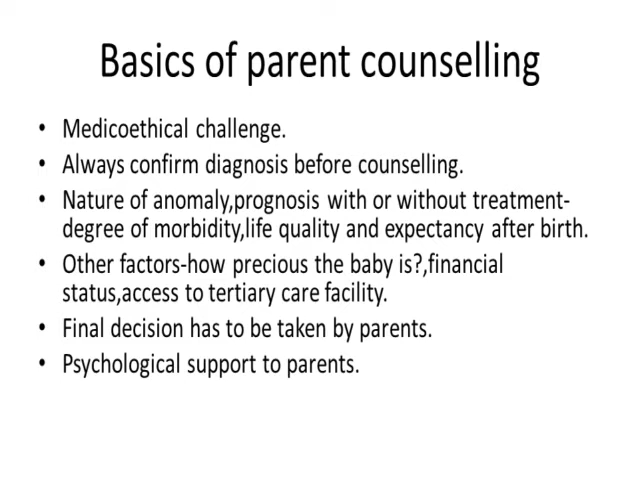 Basics of parent counselling
• Medicoethical challenge.
• Always confirm diagnosis before counselling.
• Nature of anomaly,prognosis with or without treatment-
degree of morbidity,life quality and expectancy after birth.
• Other factors-how precious the baby is?,financial
status,access to tertiary care facility.
• Final decision has to be taken by parents.
• Psychological support to parents.